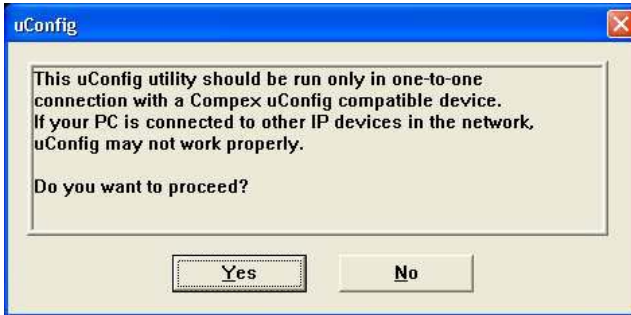 uConfig
This uConfig utility should be run only in one-to-one
connection with a Compex uConfig compatible device.
If your PC is connected to other IP devices in the network,
uConfig may not work properly.
Do you want to proceed?
Yes No